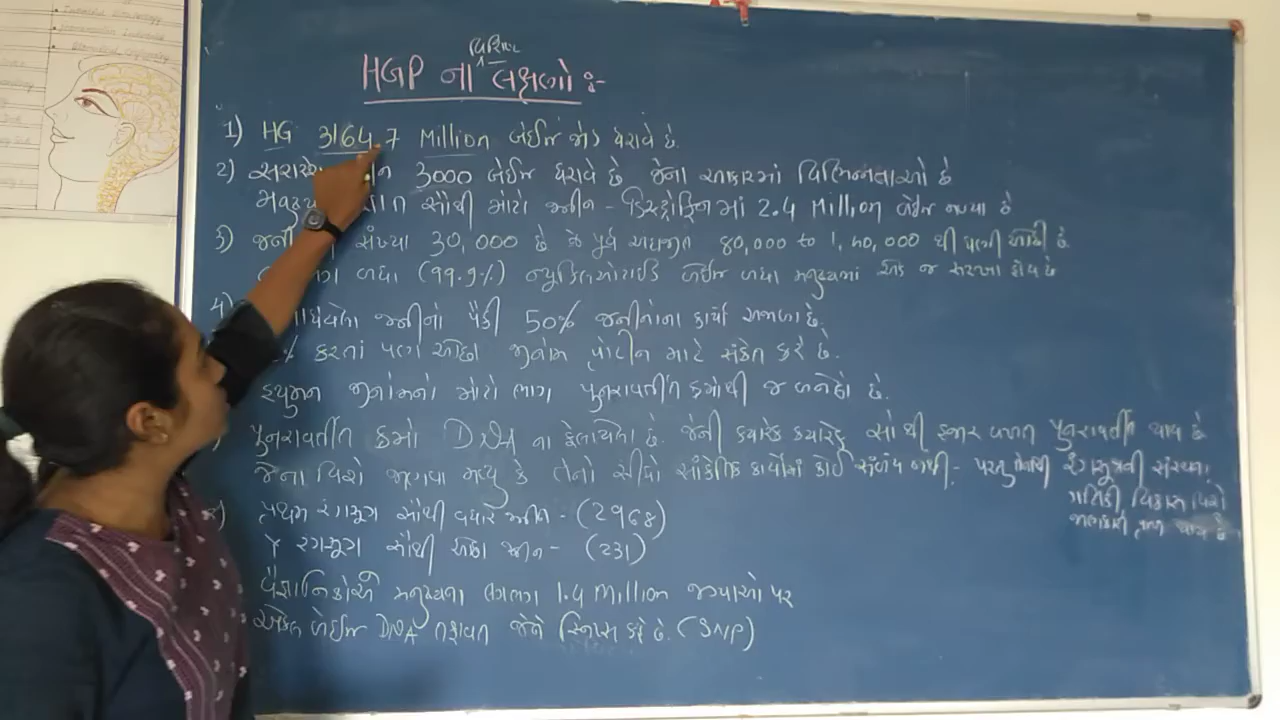 વિશિષ્ટ
HGP ના લક્ષણો :-
1) HG 3164.7 Million બેઈઝ જોડ ધરાવે છે.
2) સરાસરી 3000 બેઈઝ ધરાવે છે જેના આકારમાં વિભિન્નતાઓ છે
સૌથી મોટો જનીન - ડિસ્ટ્રોફિનમાં 2.4 Million બેઈઝ છે
3) સંખ્યા 30,000 છે જે પૂર્વ 80,000 to 1,40,000 થી ઘણી ઓછી છે.
બધા (99.9%) ન્યુક્લિઓટાઈડ બેઈઝ બધા મનુષ્યમાં એક જ સરખા હોય છે
4) જનીનો પૈકી 50% જનીનોના કાર્યો અજાણ્યા છે.
% કરતાં પણ ઓછો જીનોમ પ્રોટીન માટે સંકેત કરે છે.
હ્યુમન જીનોમનો મોટો ભાગ પુનરાવર્તીત ક્રમોથી જ બનેલો છે.
પુનરાવર્તીત ક્રમો DNA ના ફેલાયેલા છે. જેની ક્યારેક ક્યારેક સો થી હજાર વખત પુનરાવર્તીત થાય છે
જેના વિશે જાણવા મળ્યુ કે તેનો સીધો સાંકેતિક કાર્યોમાં કોઈ સંબંધ નથી - પરંતુ રંગસૂત્રની સંરચના,
ગતિકી, વિકાસ વિશે
જાણકારી પ્રાપ્ત થાય છે
પ્રથમ રંગસૂત્ર સૌથી વધારે જનીન - (2968)
Y રંગસૂત્ર સૌથી ઓછા જનીન - (231)
વૈજ્ઞાનિકોએ મનુષ્યના લગભગ 1.4 Million જગ્યાઓ પર
એકલ બેઈઝ DNA તફાવત જેને સ્નિપ્સ કહે છે. (SNP)